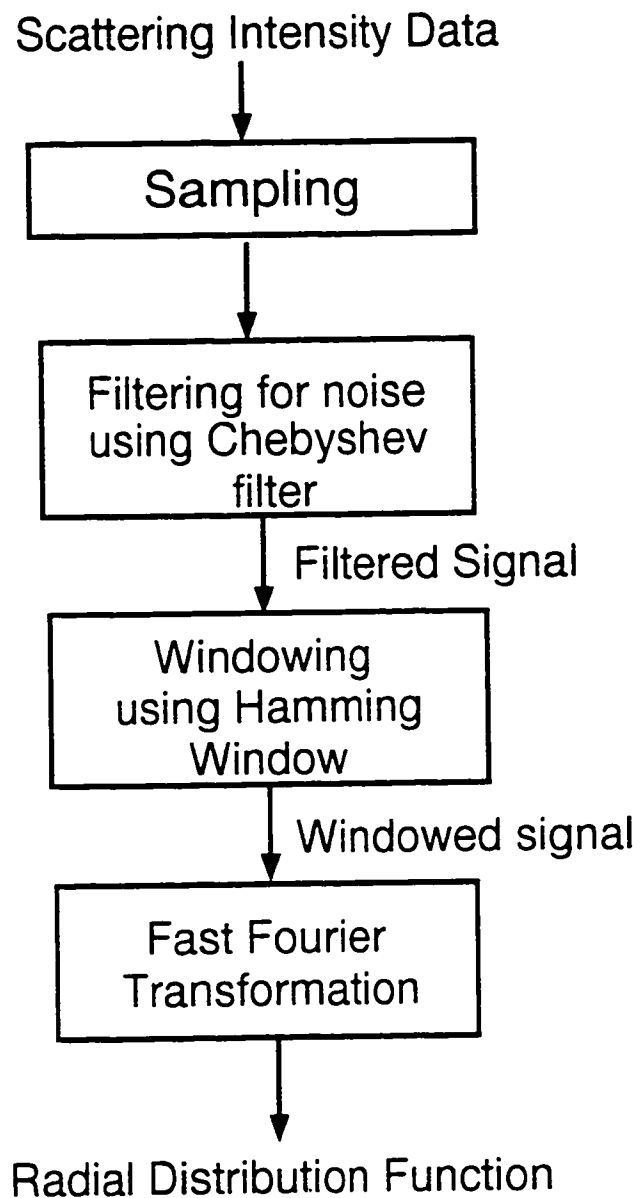 Scattering Intensity Data
Sampling
Filtering for noise
using Chebyshev
filter
Filtered Signal
Windowing
using Hamming
Window
Windowed signal
Fast Fourier
Transformation
Radial Distribution Function